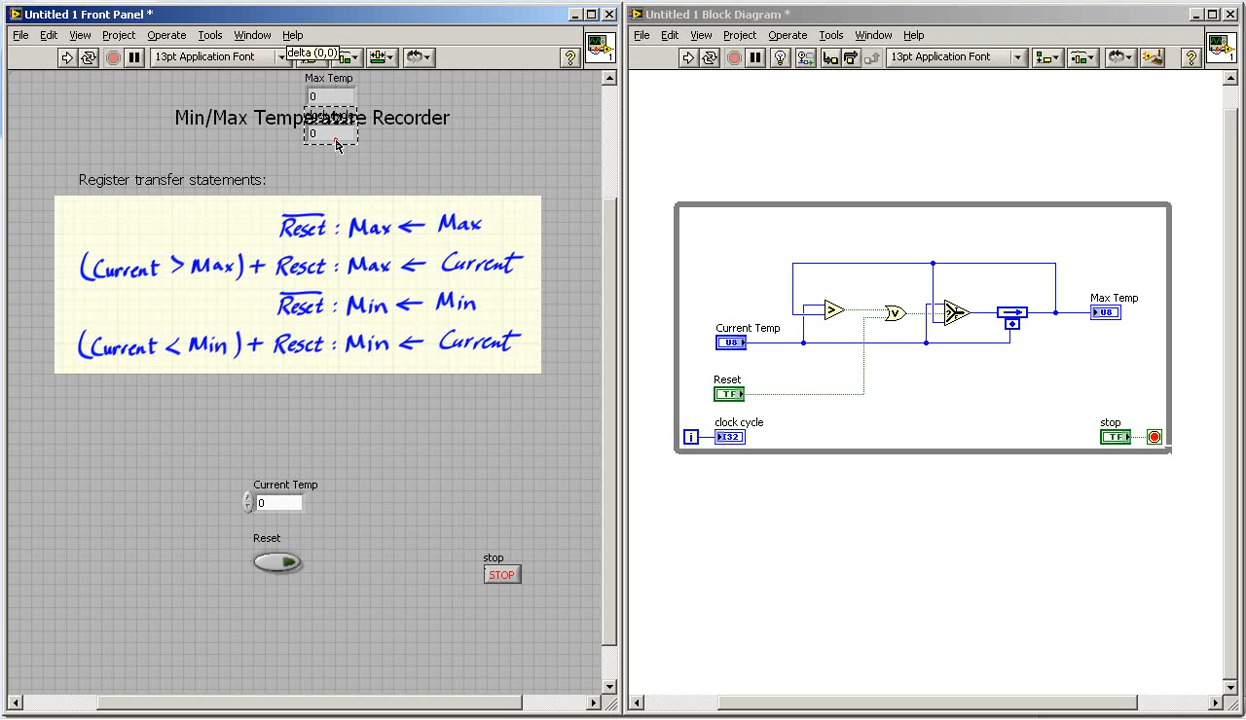 Untitled 1 Front Panel *
File Edit View Project Operate Tools Window Help
delta (0,0)
13pt Application Font
1
Max Temp
0
clock cycle
0
Min/Max Temperature Recorder
Register transfer statements:
R̅e̅s̅e̅t̅ : Max ← Max
(Current > Max) + Reset : Max ← Current
R̅e̅s̅e̅t̅ : Min ← Min
(Current < Min) + Reset : Min ← Current
Current Temp
0
Reset
stop
STOP
Untitled 1 Block Diagram *
File Edit View Project Operate Tools Window Help
13pt Application Font
1
Max Temp
U8
>
V
?
Current Temp
U8
Reset
TF
clock cycle
i
I32
stop
TF